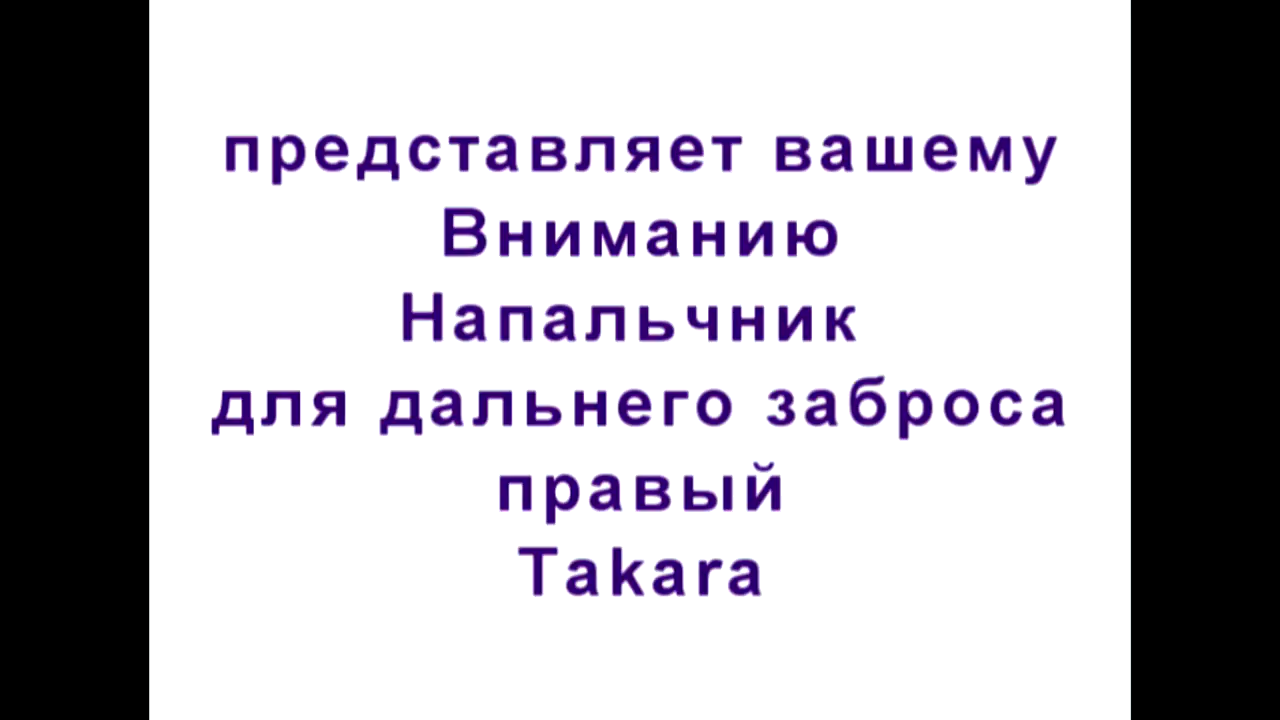 представляет вашему
Вниманию
Напальчник
для дальнего заброса
правый
Takara